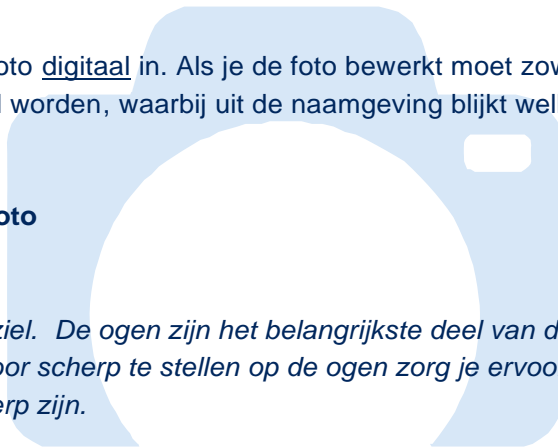 oto digitaal in. Als je de foto bewerkt moet zow
worden, waarbij uit de naamgeving blijkt wel
oto
ziel. De ogen zijn het belangrijkste deel van d
oor scherp te stellen op de ogen zorg je ervoo
erp zijn.